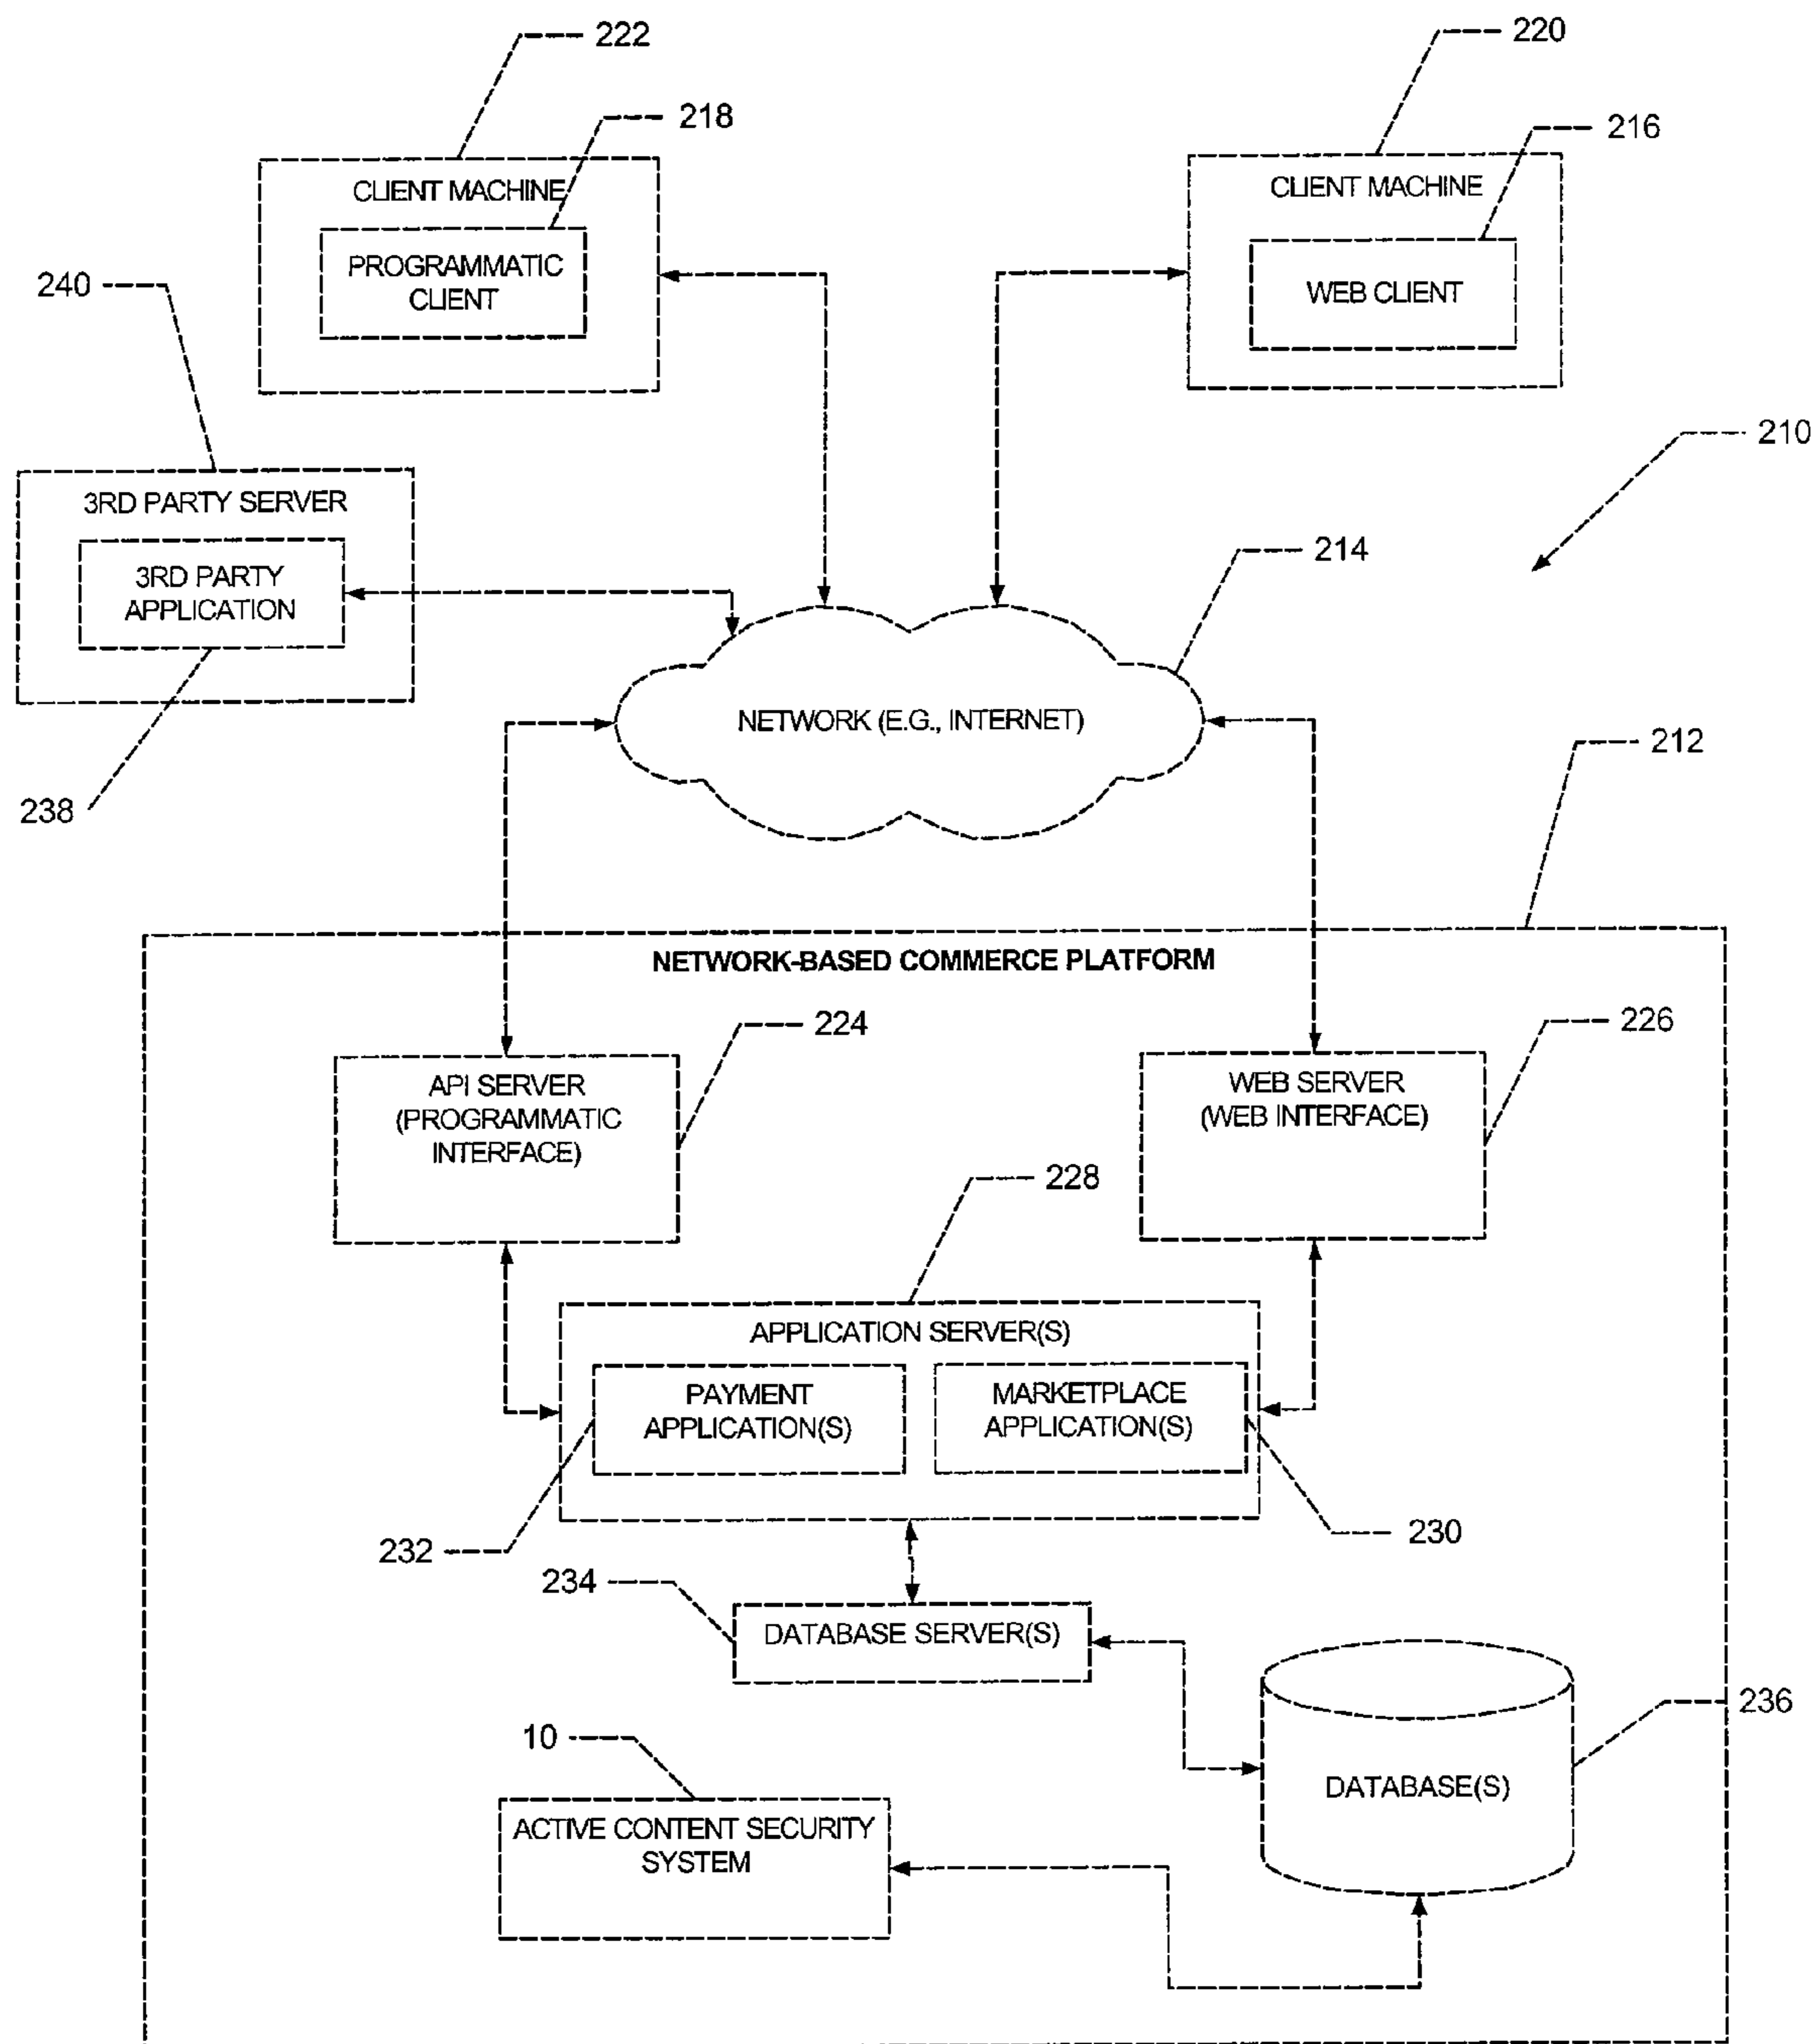 222
220
218
216
CLIENT MACHINE
CLIENT MACHINE
PROGRAMMATIC
CLIENT
WEB CLIENT
240
210
3RD PARTY SERVER
3RD PARTY
APPLICATION
214
238
NETWORK (E.G., INTERNET)
212
NETWORK-BASED COMMERCE PLATFORM
224
226
API SERVER
(PROGRAMMATIC
INTERFACE)
WEB SERVER
(WEB INTERFACE)
228
APPLICATION SERVER(S)
PAYMENT
APPLICATION(S)
MARKETPLACE
APPLICATION(S)
232
230
234
DATABASE SERVER(S)
236
10
DATABASE(S)
ACTIVE CONTENT SECURITY
SYSTEM